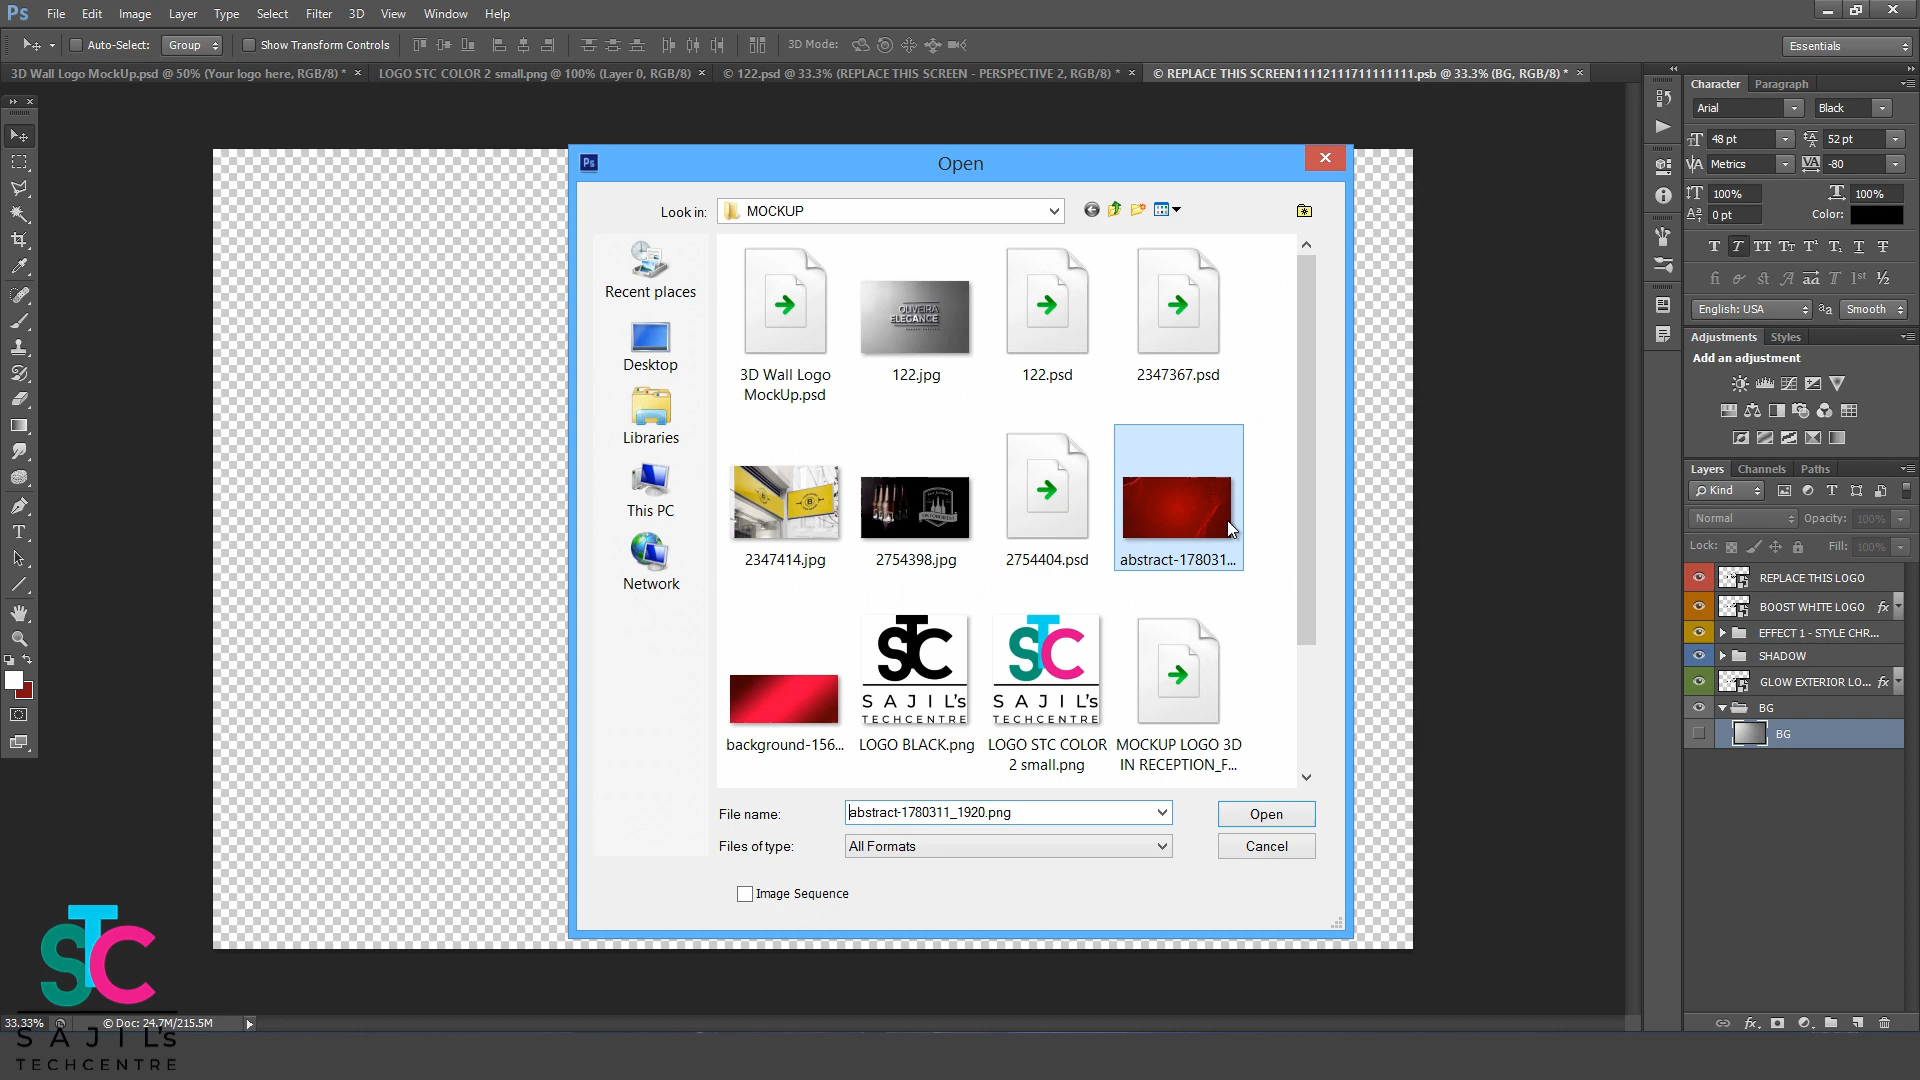 Ps File Edit Image Layer Type Select Filter 3D View Window Help
Auto-Select: Group Show Transform Controls 3D Mode: Essentials
3D Wall Logo MockUp.psd @ 50% (Your logo here, RGB/8) * × LOGO STC COLOR 2 small.png @ 100% (Layer 0, RGB/8) × © 122.psd @ 33.3% (REPLACE THIS SCREEN - PERSPECTIVE 2, RGB/8) * × © REPLACE THIS SCREEN11112111711111111.psb @ 33.3% (BG, RGB/8) * ×
Ps Open
Look in: MOCKUP
Recent places
Desktop
Libraries
This PC
Network
OLIVEIRA
ELEGANCE
3D Wall Logo
MockUp.psd
122.jpg
122.psd
2347367.psd
2347414.jpg
2754398.jpg
2754404.psd
abstract-178031...
STC
SAJIL's
TECHCENTRE
STC
SAJIL's
TECHCENTRE
background-156...
LOGO BLACK.png
LOGO STC COLOR
2 small.png
MOCKUP LOGO 3D
IN RECEPTION_F...
File name: abstract-1780311_1920.png Open
Files of type: All Formats Cancel
Image Sequence
Character Paragraph
Arial Black
48 pt 52 pt
Metrics -80
100% 100%
0 pt Color:
English: USA Smooth
Adjustments Styles
Add an adjustment
Layers Channels Paths
Kind
Normal Opacity: 100%
Lock: Fill: 100%
REPLACE THIS LOGO
BOOST WHITE LOGO fx
EFFECT 1 - STYLE CHR...
SHADOW
GLOW EXTERIOR LO... fx
BG
BG
33.33% © Doc: 24.7M/215.5M
STC
SAJIL's
TECHCENTRE